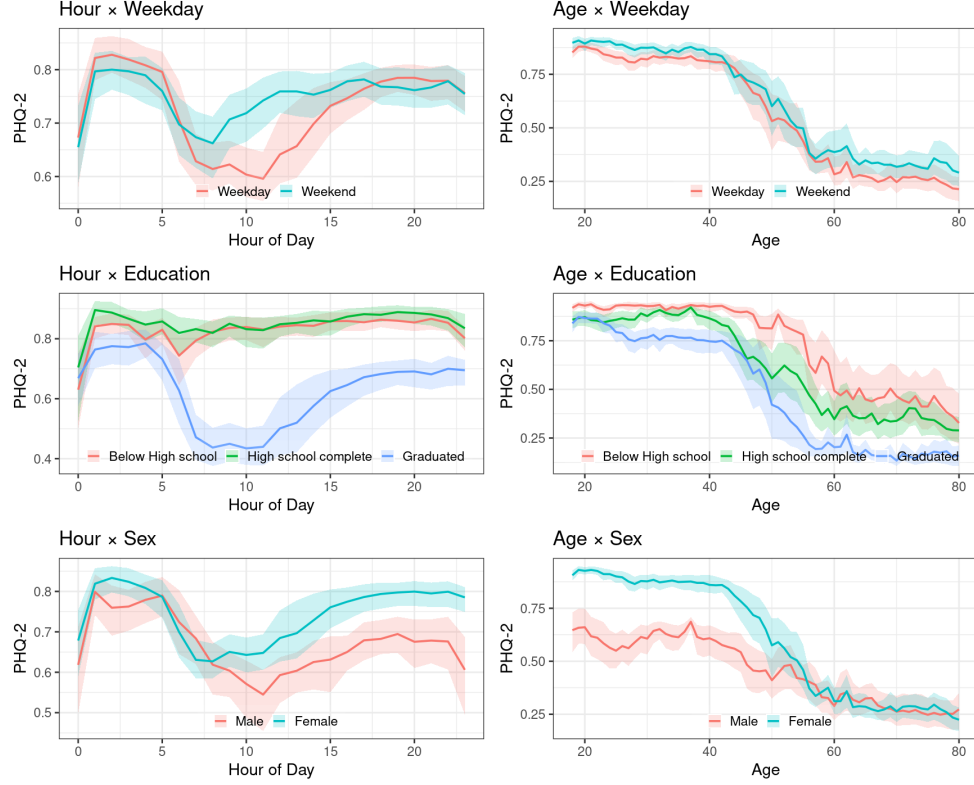 Hour × Weekday
PHQ-2
0.8
0.7
0.6
Weekday Weekend
0 5 10 15 20
Hour of Day
Age × Weekday
PHQ-2
0.75
0.50
0.25
Weekday Weekend
20 40 60 80
Age
Hour × Education
PHQ-2
0.8
0.6
0.4
Below High school High school complete Graduated
0 5 10 15 20
Hour of Day
Age × Education
PHQ-2
0.75
0.50
0.25
Below High school High school complete Graduated
20 40 60 80
Age
Hour × Sex
PHQ-2
0.8
0.7
0.6
0.5
Male Female
0 5 10 15 20
Hour of Day
Age × Sex
PHQ-2
0.75
0.50
0.25
Male Female
20 40 60 80
Age